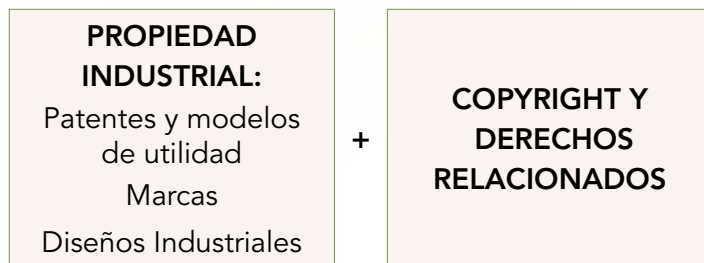 PROPIEDAD
INDUSTRIAL:
Patentes y modelos
de utilidad
Marcas
Diseños Industriales
+
COPYRIGHT Y
DERECHOS
RELACIONADOS